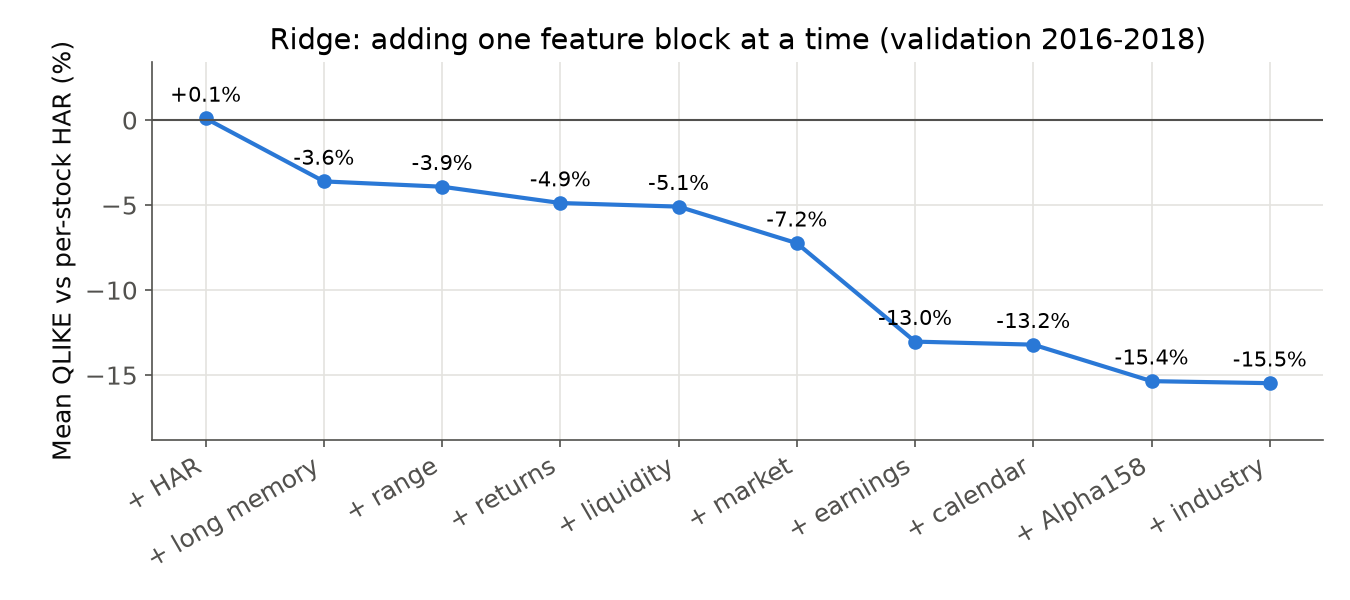 Ridge: adding one feature block at a time (validation 2016-2018)
Mean QLIKE vs per-stock HAR (%)
0
−5
−10
−15
+0.1%
-3.6%
-3.9%
-4.9%
-5.1%
-7.2%
-13.0%
-13.2%
-15.4%
-15.5%
+ HAR
+ long memory
+ range
+ returns
+ liquidity
+ market
+ earnings
+ calendar
+ Alpha158
+ industry